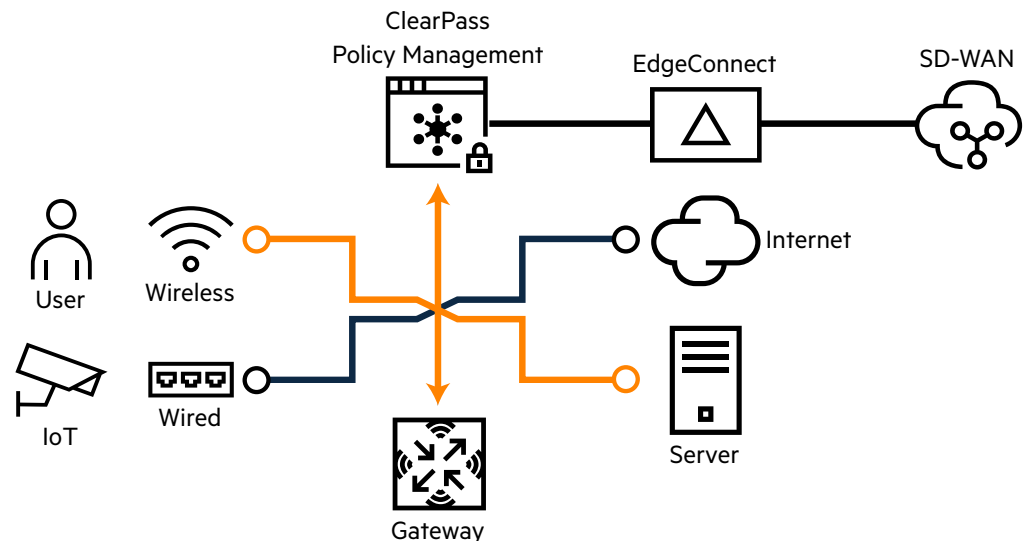 ClearPass
Policy Management
EdgeConnect
SD-WAN
User
Wireless
Internet
IoT
Wired
Server
Gateway